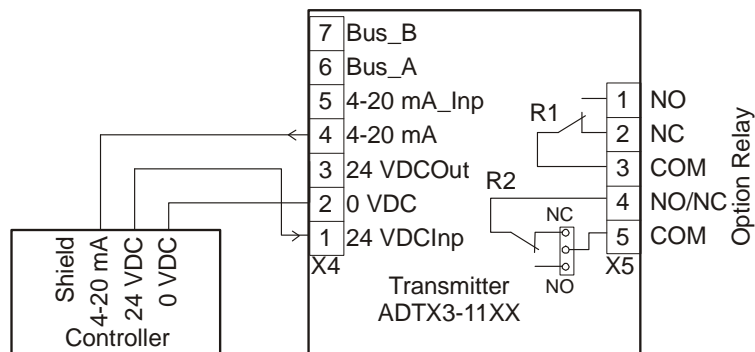 7 Bus_B
6 Bus_A
5 4-20 mA_Inp
4 4-20 mA
3 24 VDCOut
2 0 VDC
1 24 VDCInp
X4
R1
R2
NC
NO
1 NO
2 NC
3 COM
4 NO/NC
5 COM
X5
Option Relay
Transmitter
ADTX3-11XX
Shield
4-20 mA
24 VDC
0 VDC
Controller